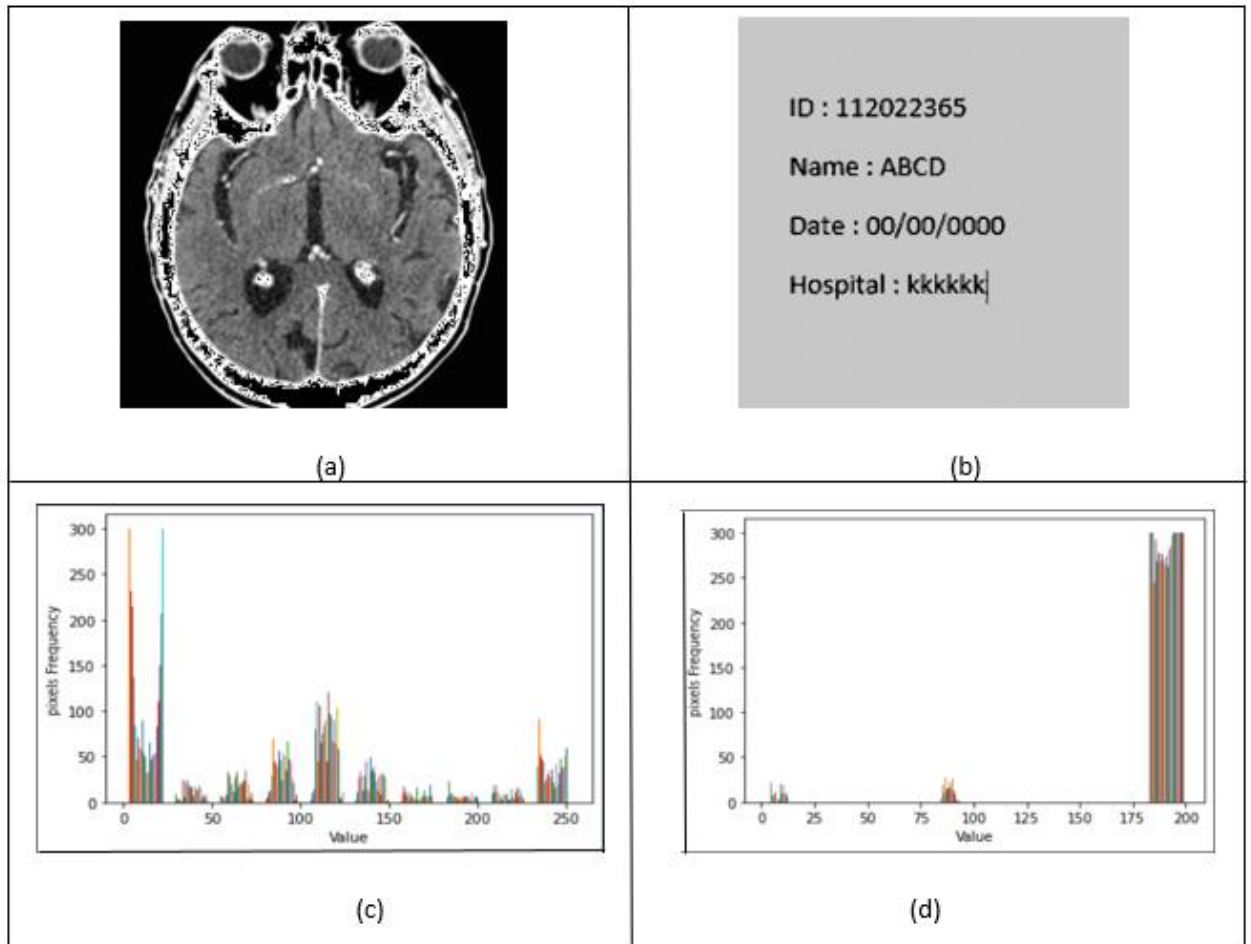 ID : 112022365
Name : ABCD
Date : 00/00/0000
Hospital : kkkkkk
(a)
(b)
300
250
200
150
100
50
0
pixels Frequency
0 50 100 150 200 250
Value
(c)
300
250
200
150
100
50
0
pixels Frequency
0 25 50 75 100 125 150 175 200
Value
(d)